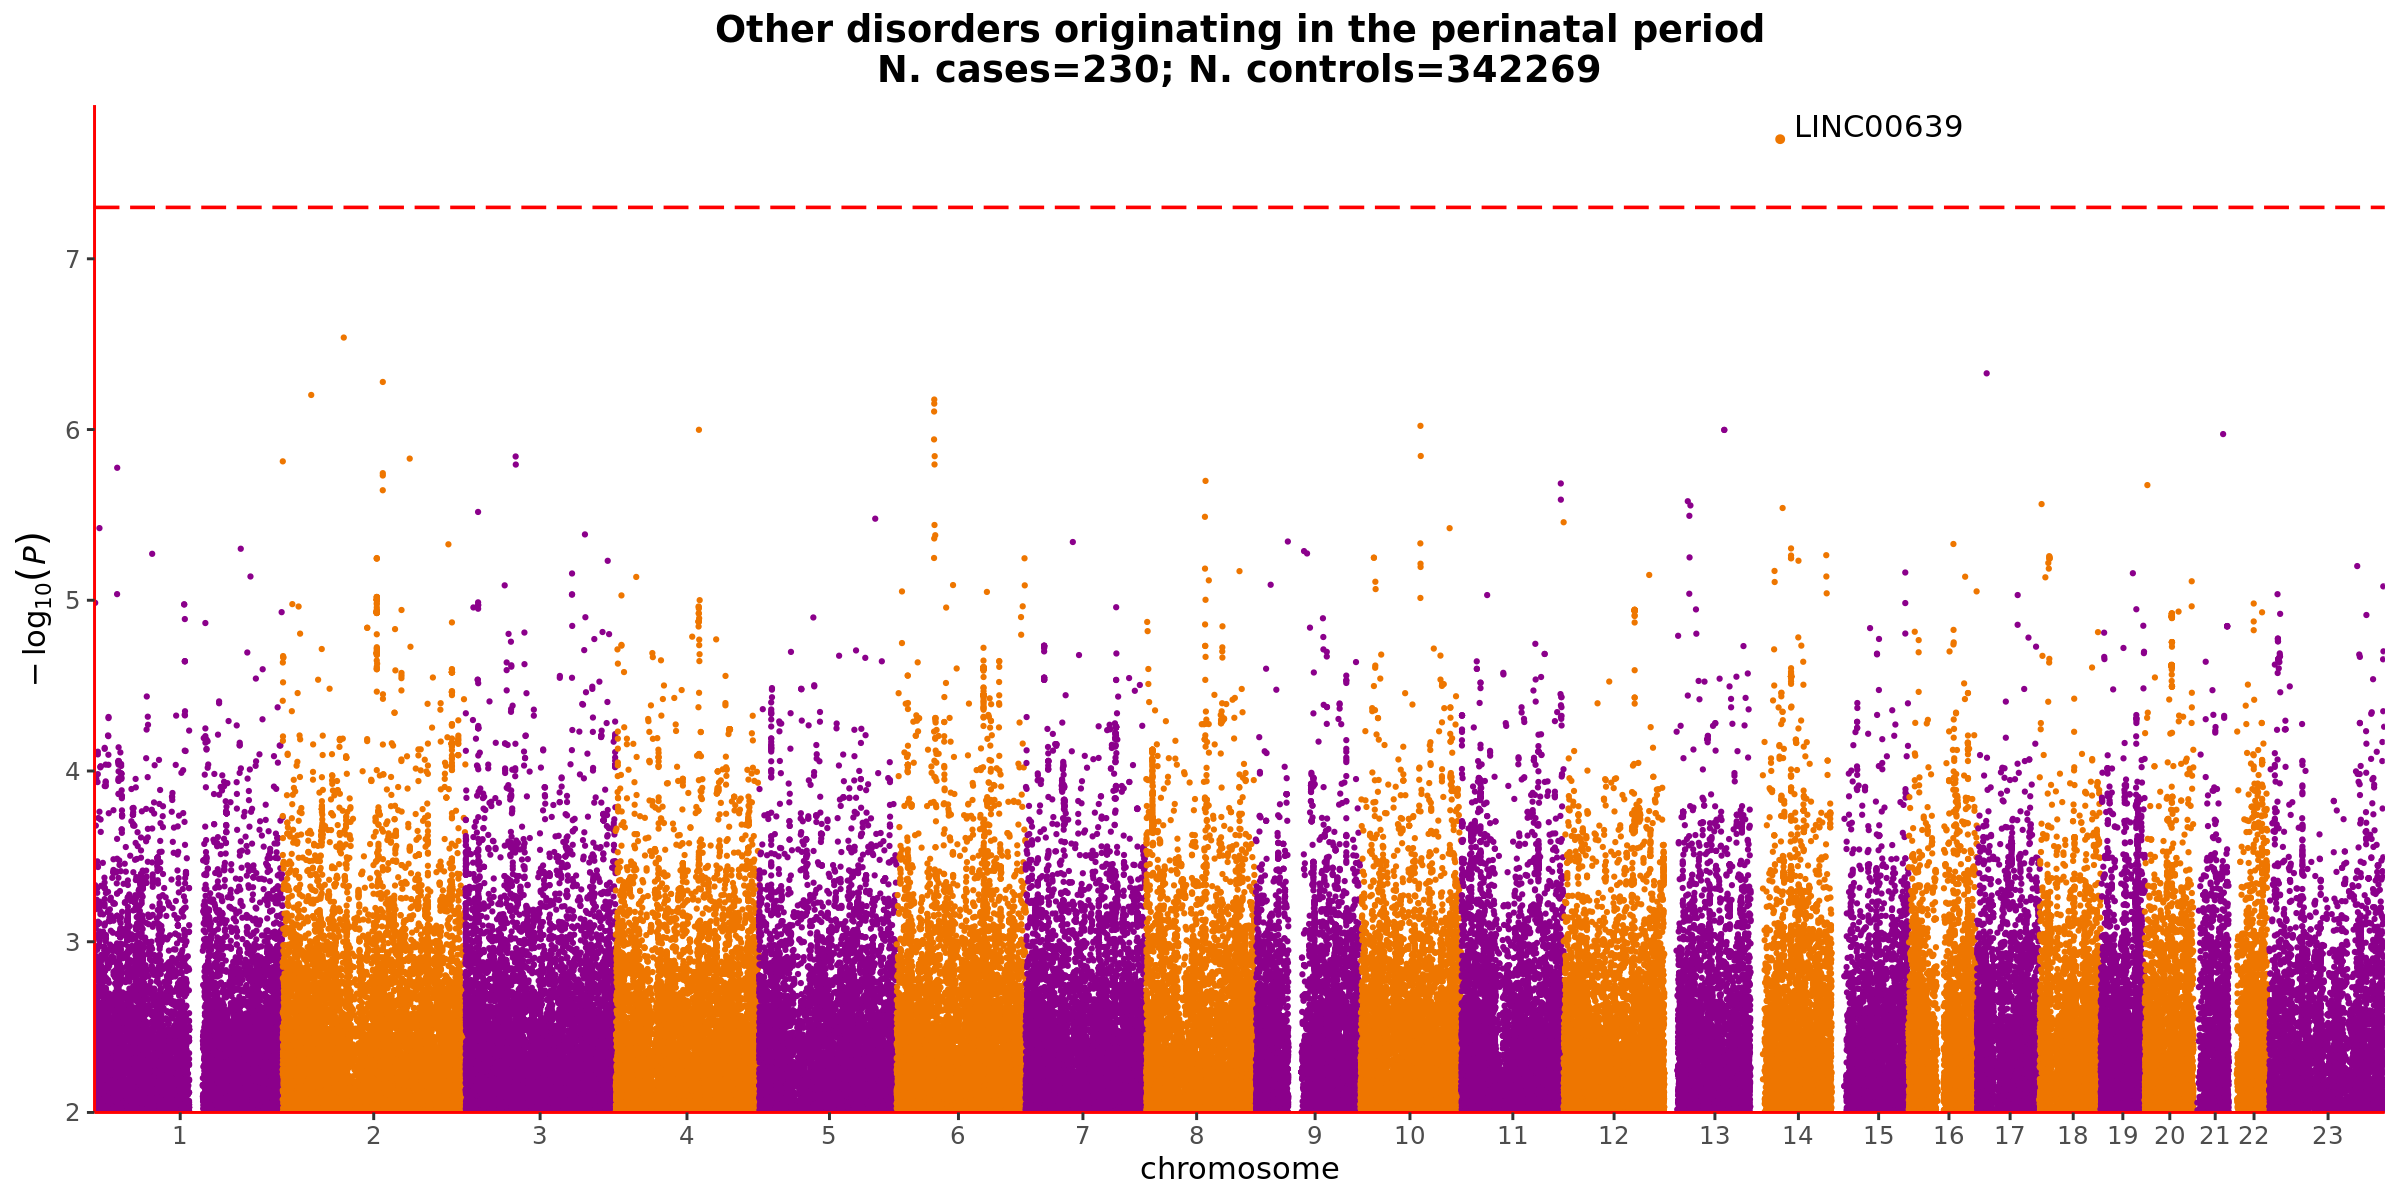 Other disorders originating in the perinatal period
N. cases=230; N. controls=342269
LINC00639
7
6
5
4
3
2
− log₁₀(P)
1 2 3 4 5 6 7 8 9 10 11 12 13 14 15 16 17 18 19 20 21 22 23
chromosome